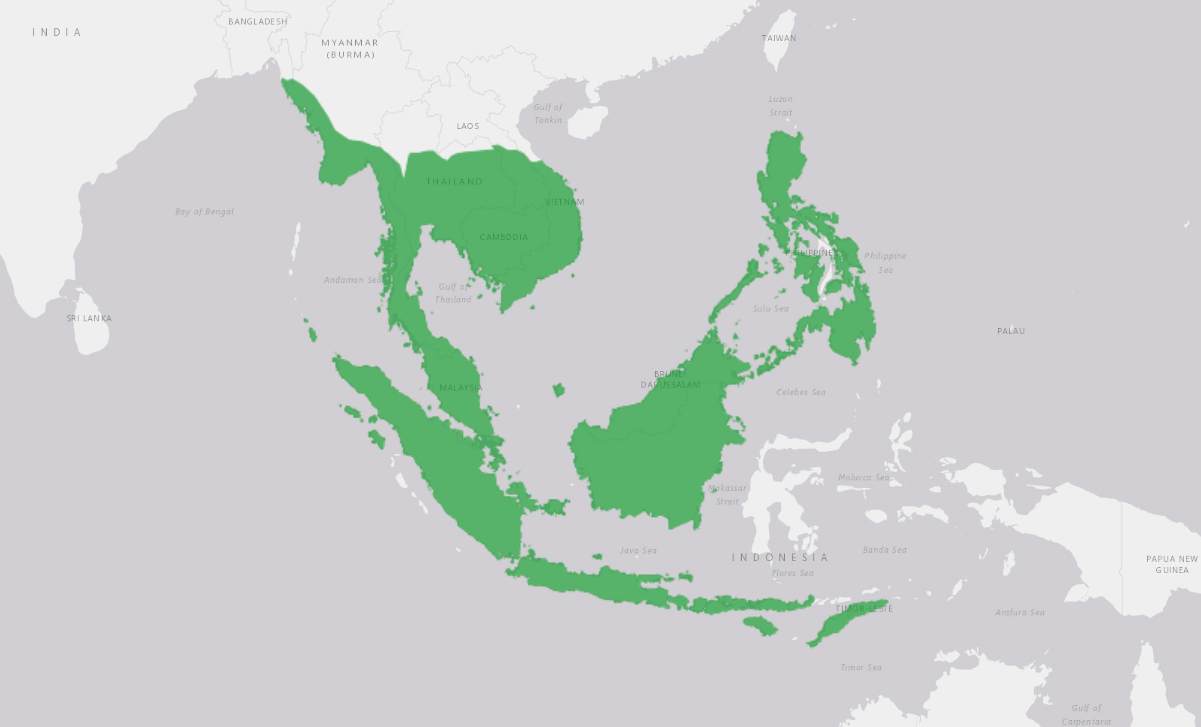 INDIA
BANGLADESH
MYANMAR
(BURMA)
TAIWAN
Luzon
Strait
Gulf of
Tonkin
LAOS
THAILAND
VIETNAM
Bay of Bengal
CAMBODIA
PHILIPPINES
Philippine
Sea
Andaman Sea
Gulf of
Thailand
Sulu Sea
SRI LANKA
PALAU
BRUNEI
DARUSSALAM
MALAYSIA
Celebes Sea
Molucca Sea
Makassar
Strait
Java Sea
INDONESIA
Banda Sea
Flores Sea
PAPUA NEW
GUINEA
TIMOR-LESTE
Arafura Sea
Timor Sea
Gulf of
Carpentaria